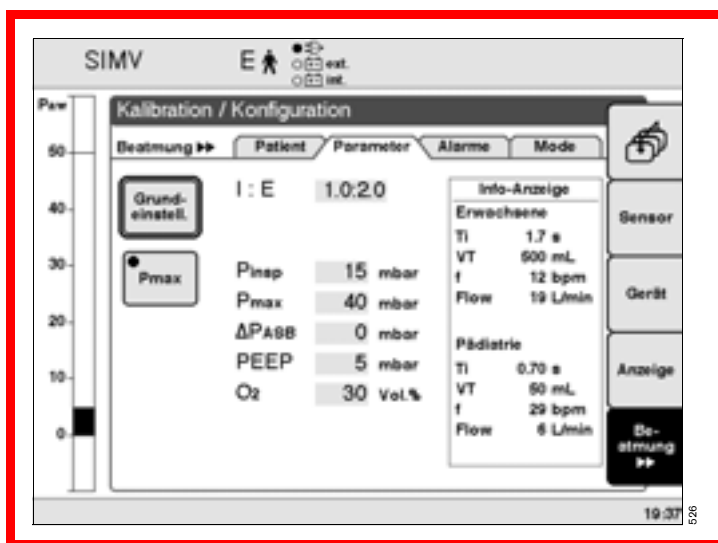 SIMV E ext.
int.
Paw
Kalibration / Konfiguration
Beatmung Patient Parameter Alarme Mode
50
40
30
20
10
0
Grund-
einstell.
Pmax
I : E 1.0:2.0
Pinsp 15 mbar
Pmax 40 mbar
ΔPASB 0 mbar
PEEP 5 mbar
O2 30 Vol.%
Info-Anzeige
Erwachsene
Ti 1.7 s
VT 500 mL
f 12 bpm
Flow 19 L/min
Pädiatrie
Ti 0.70 s
VT 50 mL
f 29 bpm
Flow 6 L/min
Sensor
Gerät
Anzeige
Be-
atmung
19:37
526